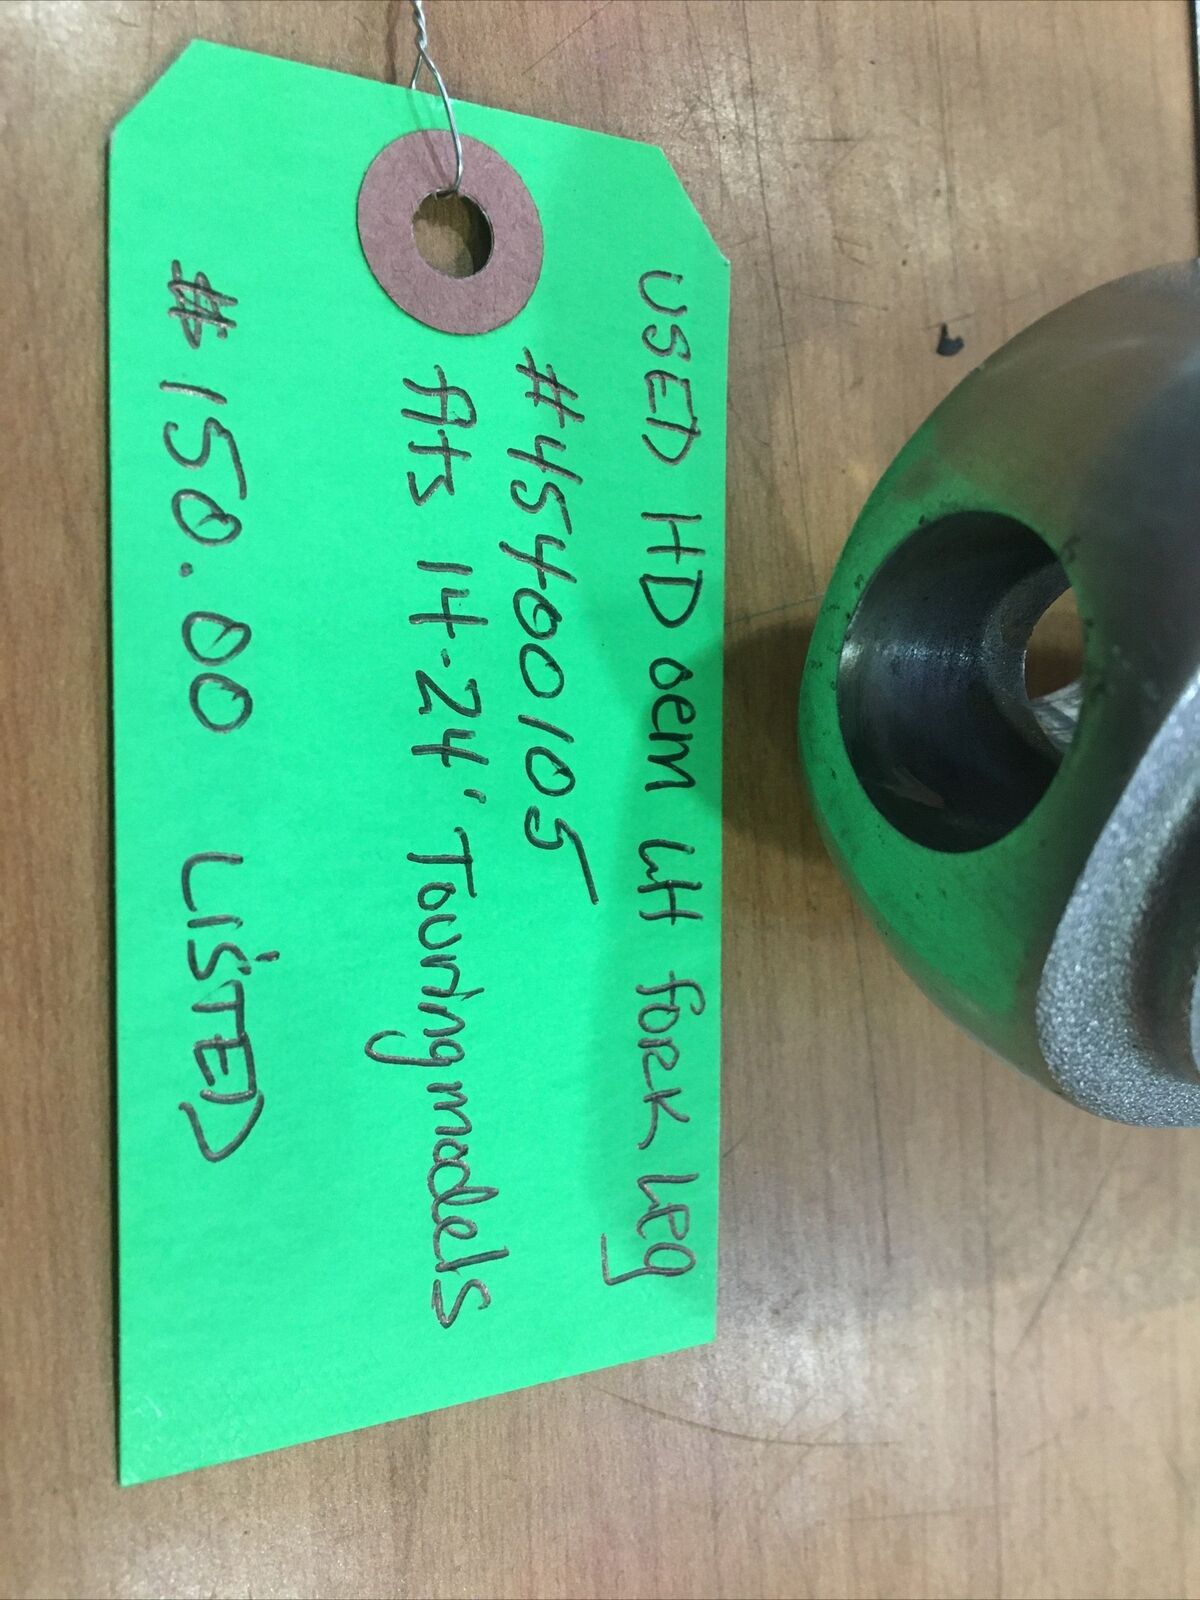 USED HD oem LH fork Leg
#45400105
fits 14-24' Touring models
$150.00 LiSTED